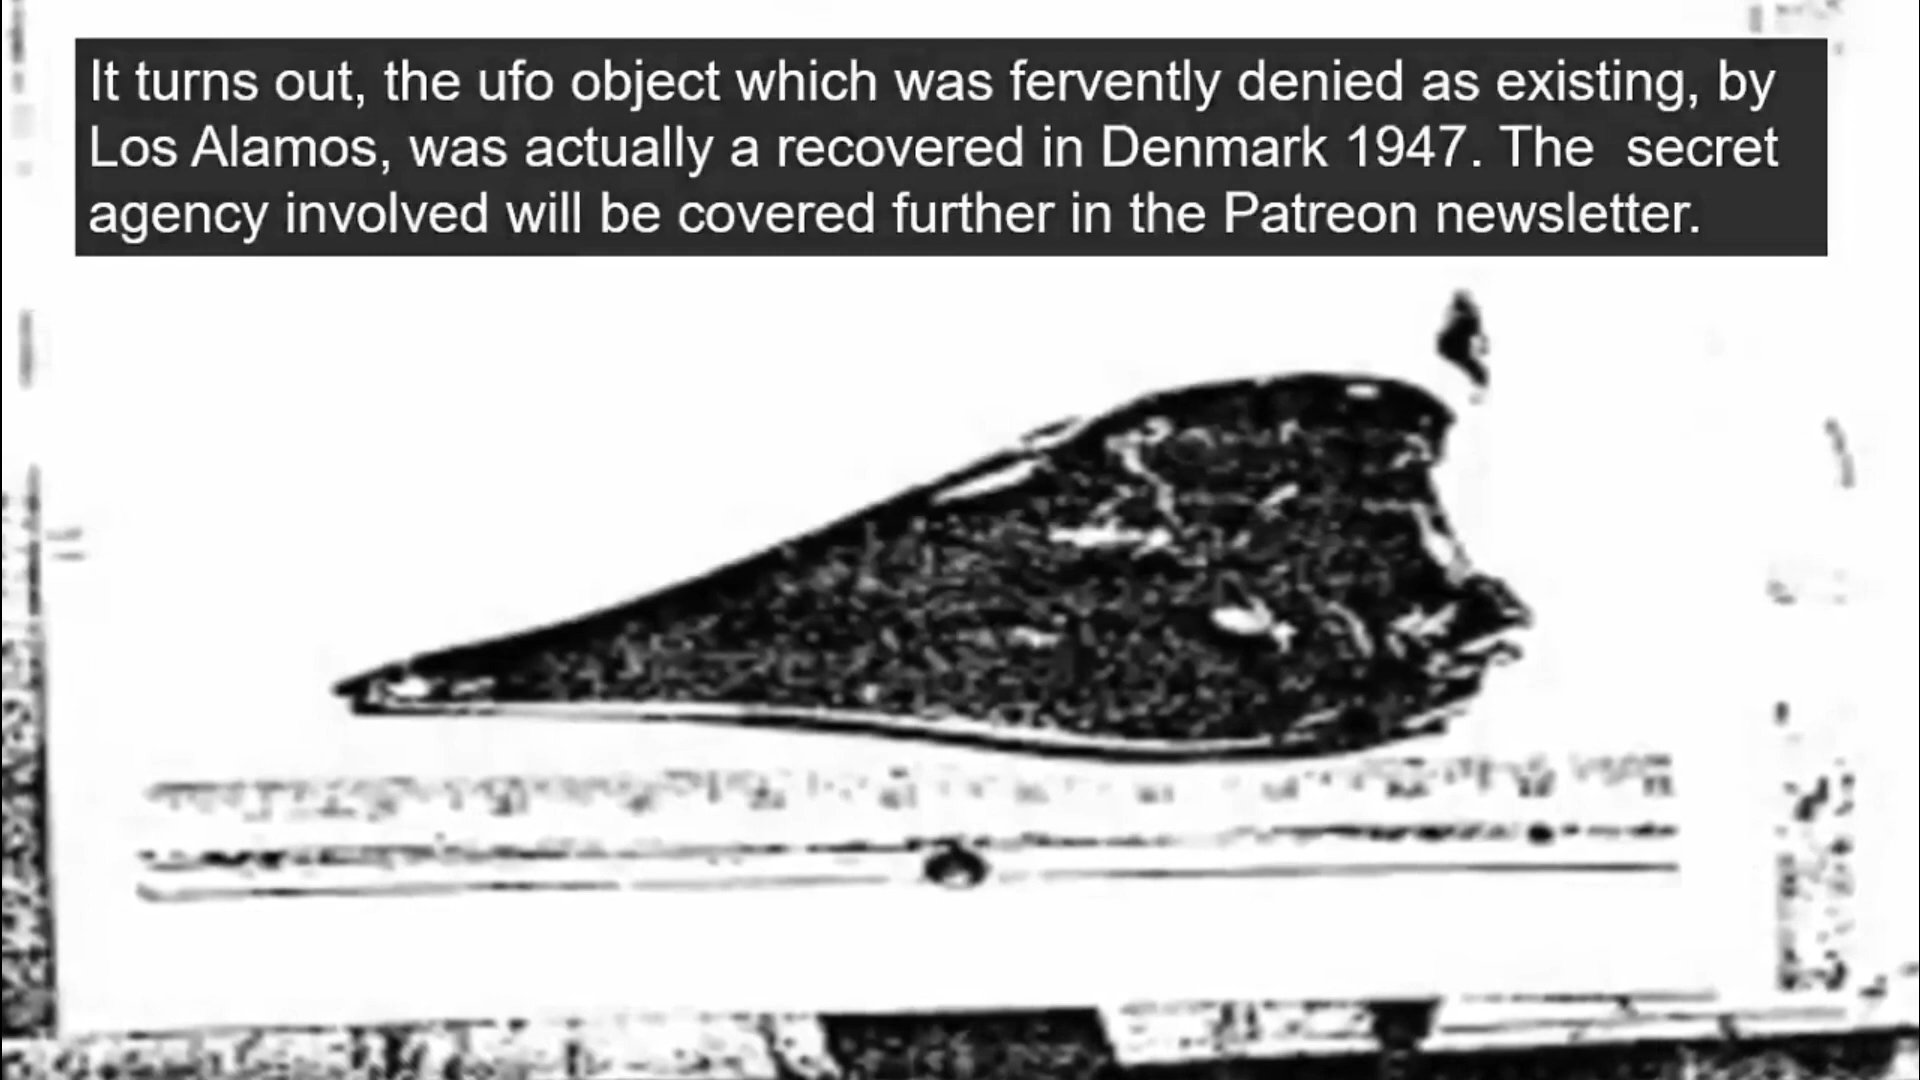 It turns out, the ufo object which was fervently denied as existing, by
Los Alamos, was actually a recovered in Denmark 1947. The  secret
agency involved will be covered further in the Patreon newsletter.